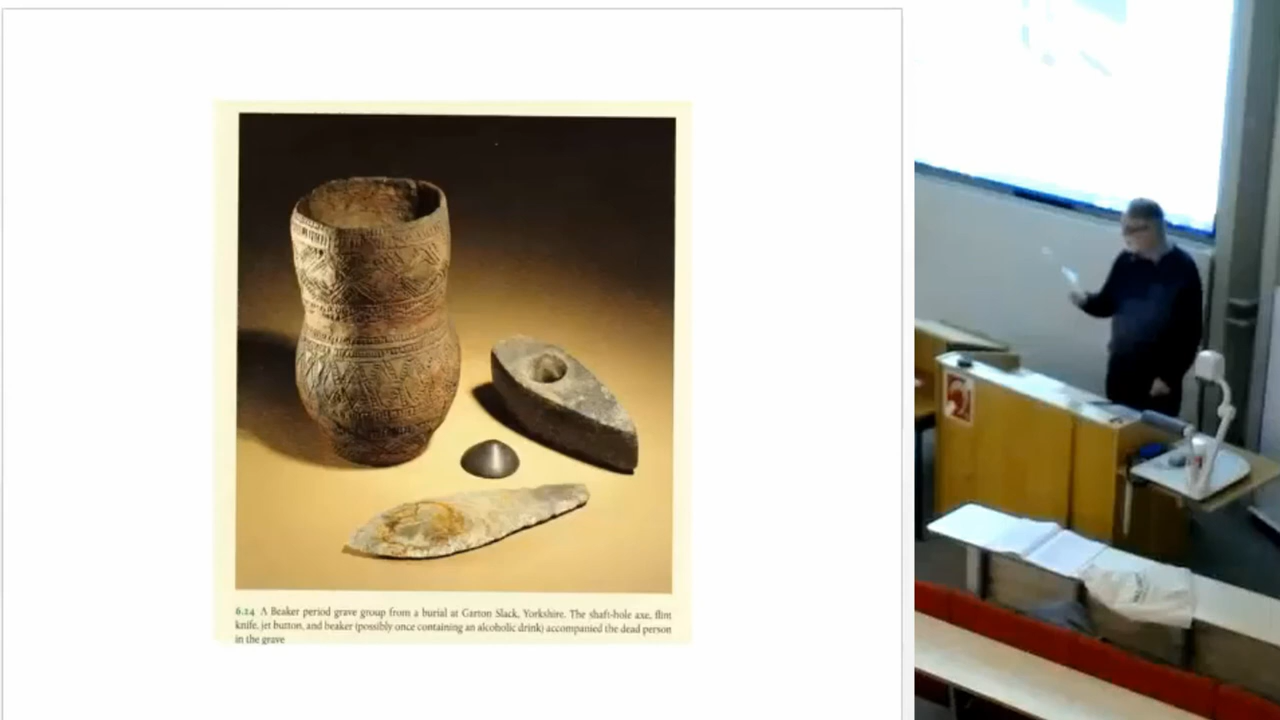 6.14 A Beaker period grave group from a burial at Garton Slack, Yorkshire. The shaft-hole axe, flint
knife, jet button, and beaker (possibly once containing an alcoholic drink) accompanied the dead person
in the grave